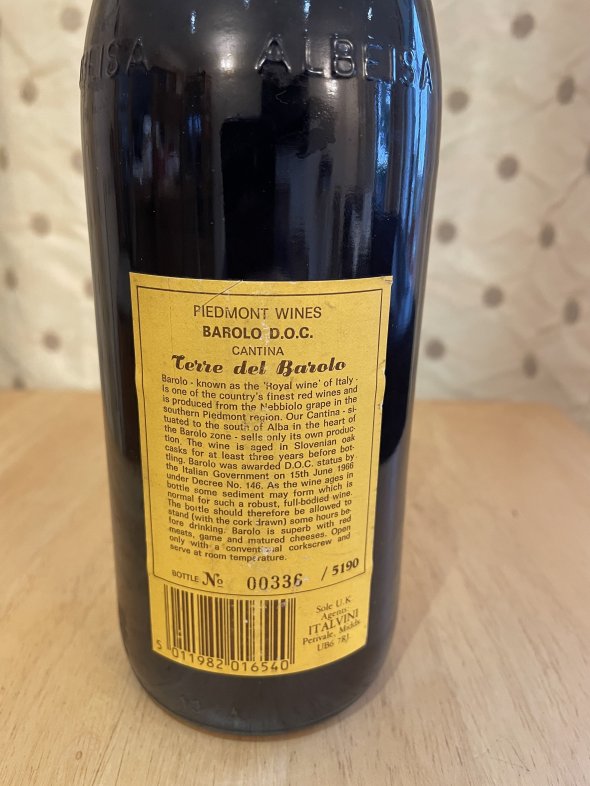 BEISA ALBEISA
PIEDMONT WINES
BAROLO D.O.C.
CANTINA
Terre del Barolo
Barolo - known as the 'Royal wine' of Italy -
is one of the country's finest red wines and
is produced from the Nebbiolo grape in the
southern Piedmont region. Our Cantina - si-
tuated to the south of Alba in the heart of
the Barolo zone - sells only its own produc-
tion. The wine is aged in Slovenian oak
casks for at least three years before bot-
tling. Barolo was awarded D.O.C. status by
the Italian Government on 15th June 1966
under Decree No. 146. As the wine ages in
bottle some sediment may form which is
normal for such a robust, full-bodied wine.
The bottle should therefore be allowed to
stand (with the cork drawn) some hours be-
fore drinking. Barolo is superb with red
meats, game and matured cheeses. Open
only with a conventional corkscrew and
serve at room temperature.
BOTTLE No 00336 / 5190
Sole U.K.
Agents
ITALVINI
Perivale, Middx
UB6 7RJ.
5 011982 016540